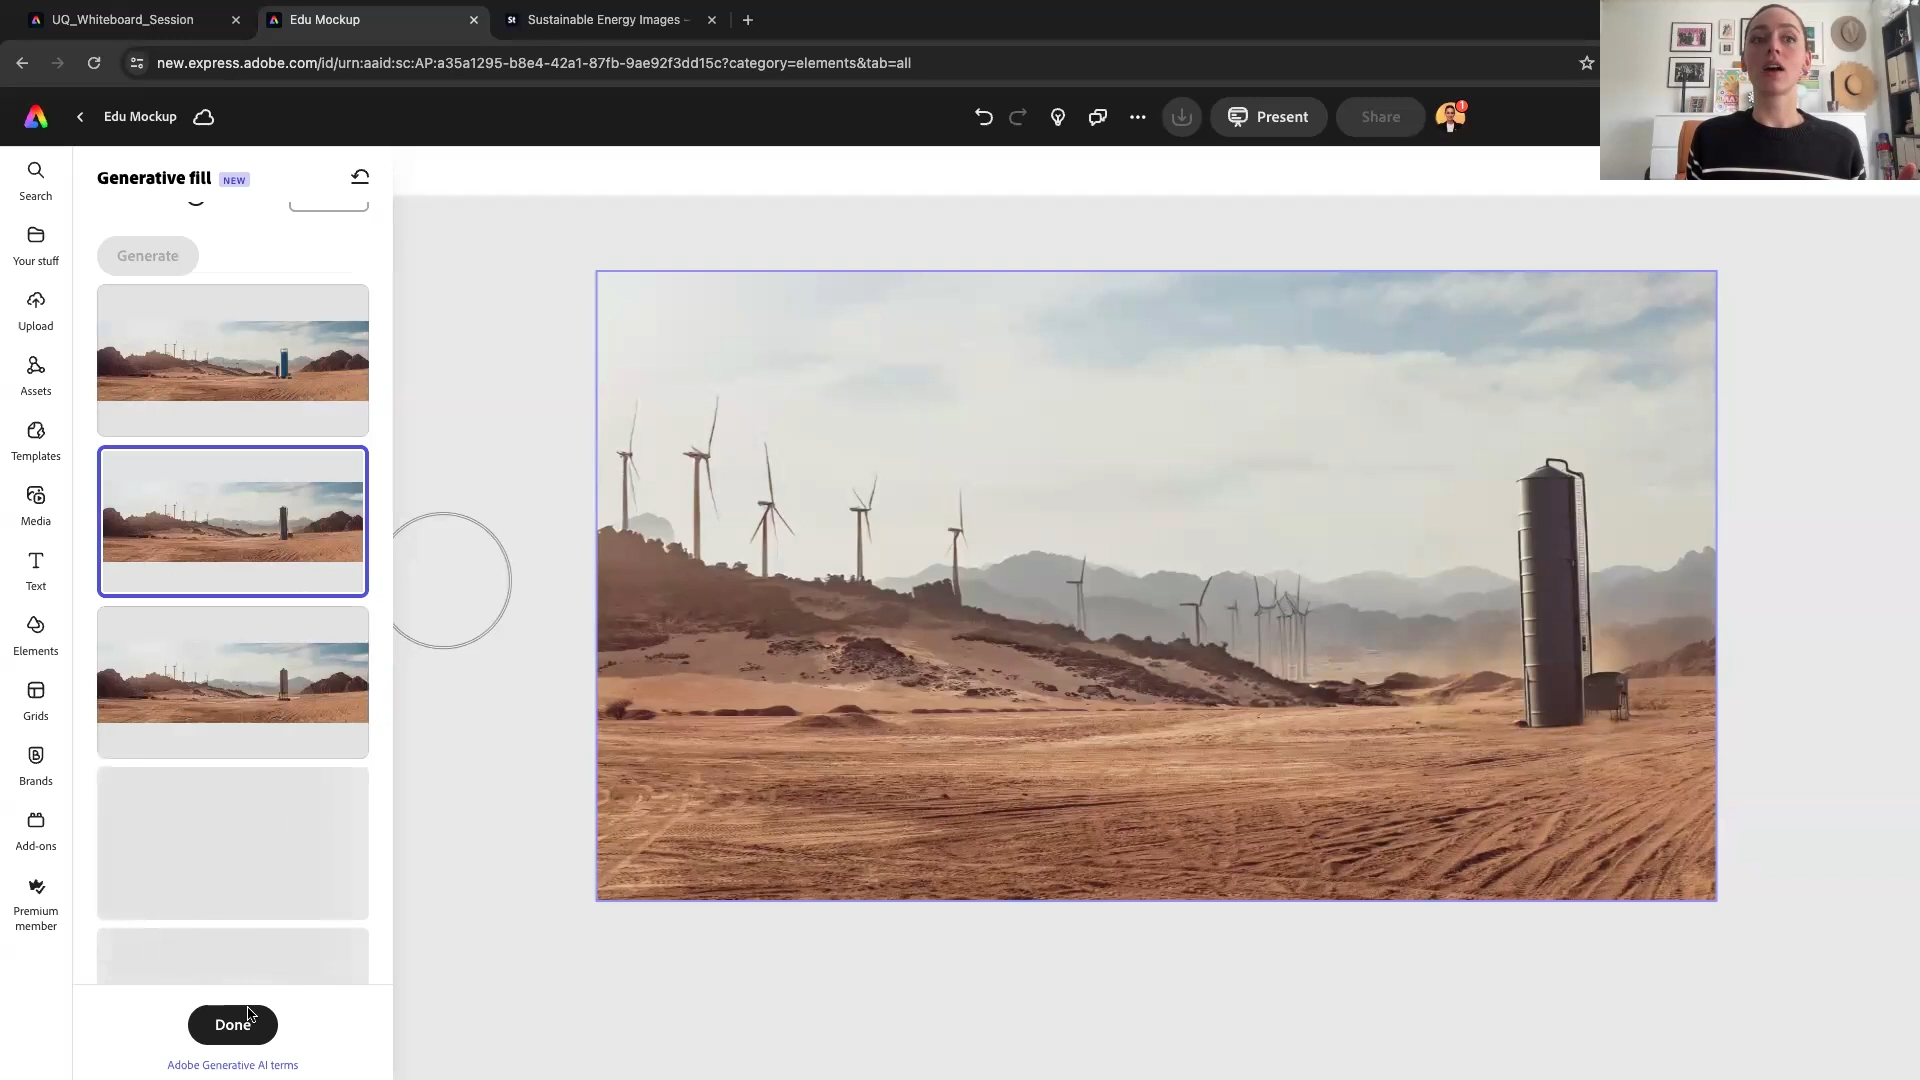 UQ_Whiteboard_Session
Edu Mockup
St
Sustainable Energy Images –
new.express.adobe.com/id/urn:aaid:sc:AP:a35a1295-b8e4-42a1-87fb-9ae92f3dd15c?category=elements&tab=all
Edu Mockup
Present
Share
1
Search
Your stuff
Upload
Assets
Templates
Media
Text
Elements
Grids
Brands
Add-ons
Premium
member
Generative fill NEW
Generate
Done
Adobe Generative AI terms